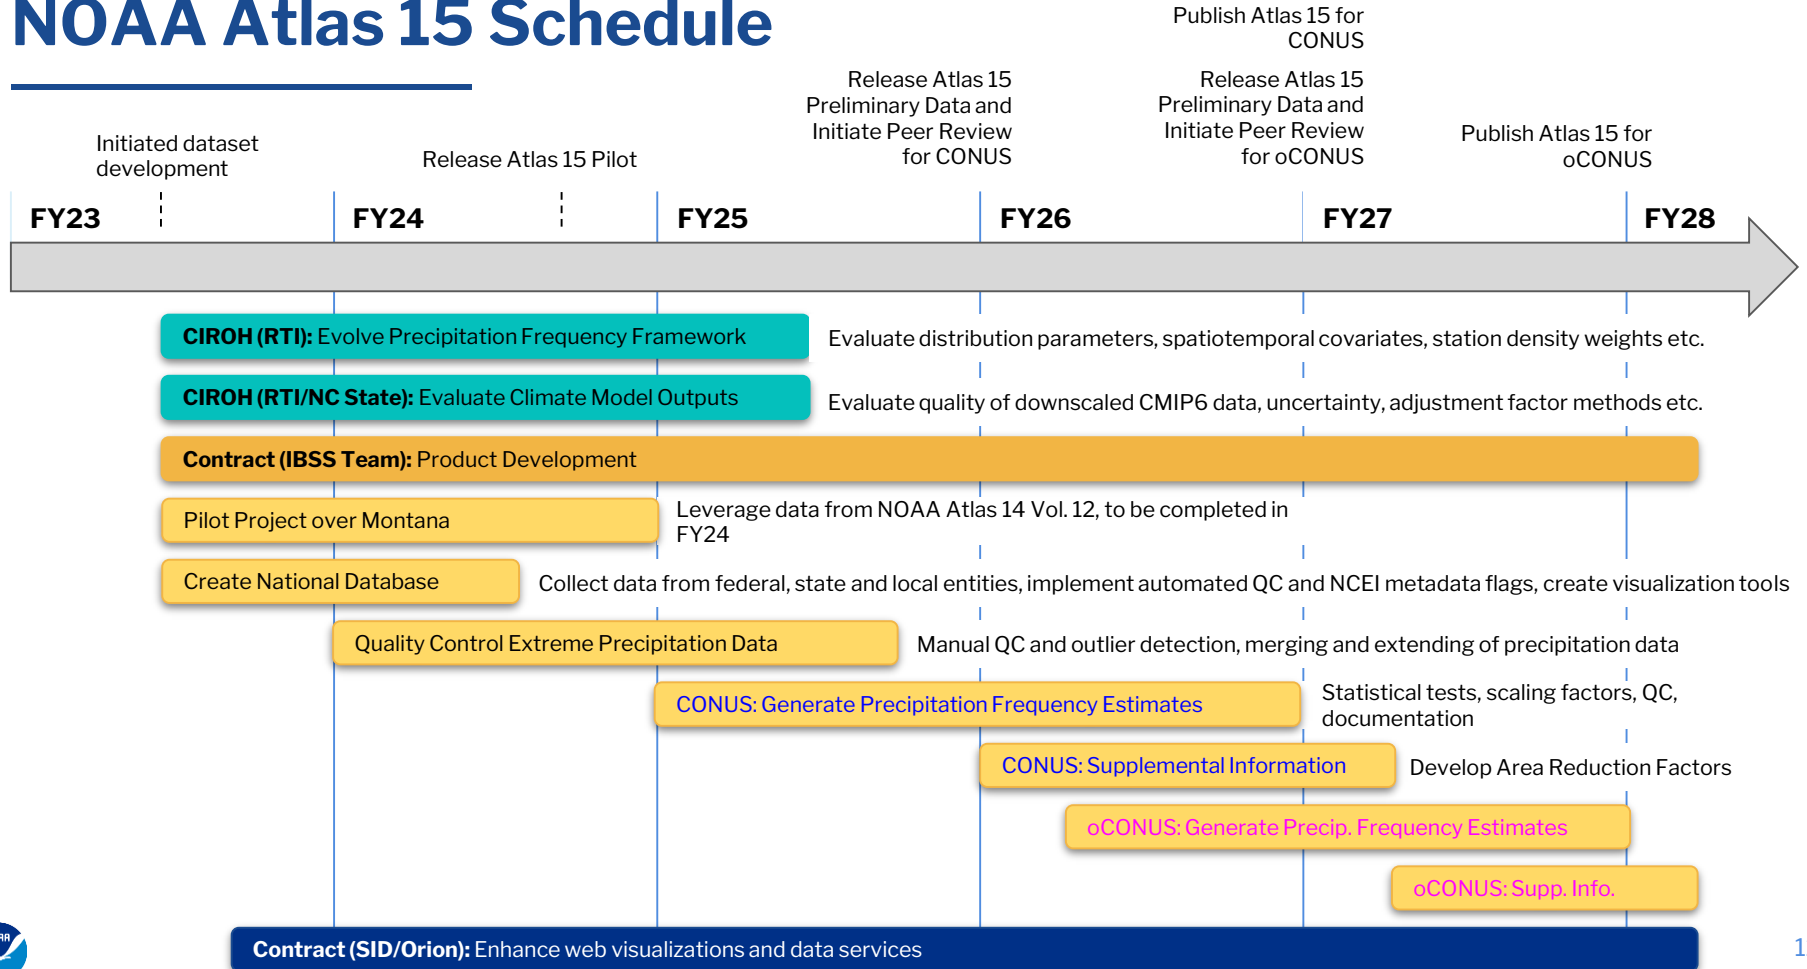 NOAA Atlas 15 Schedule
Publish Atlas 15 for
CONUS
Release Atlas 15
Preliminary Data and
Initiate Peer Review
for CONUS
Release Atlas 15
Preliminary Data and
Initiate Peer Review
for oCONUS
Initiated dataset
development
Release Atlas 15 Pilot
Publish Atlas 15 for
oCONUS
FY23
FY24
FY25
FY26
FY27
FY28
CIROH (RTI): Evolve Precipitation Frequency Framework
Evaluate distribution parameters, spatiotemporal covariates, station density weights etc.
CIROH (RTI/NC State): Evaluate Climate Model Outputs
Evaluate quality of downscaled CMIP6 data, uncertainty, adjustment factor methods etc.
Contract (IBSS Team): Product Development
Pilot Project over Montana
Leverage data from NOAA Atlas 14 Vol. 12, to be completed in
FY24
Create National Database
Collect data from federal, state and local entities, implement automated QC and NCEI metadata flags, create visualization tools
Quality Control Extreme Precipitation Data
Manual QC and outlier detection, merging and extending of precipitation data
CONUS: Generate Precipitation Frequency Estimates
Statistical tests, scaling factors, QC,
documentation
CONUS: Supplemental Information
Develop Area Reduction Factors
oCONUS: Generate Precip. Frequency Estimates
oCONUS: Supp. Info.
Contract (SID/Orion): Enhance web visualizations and data services
1